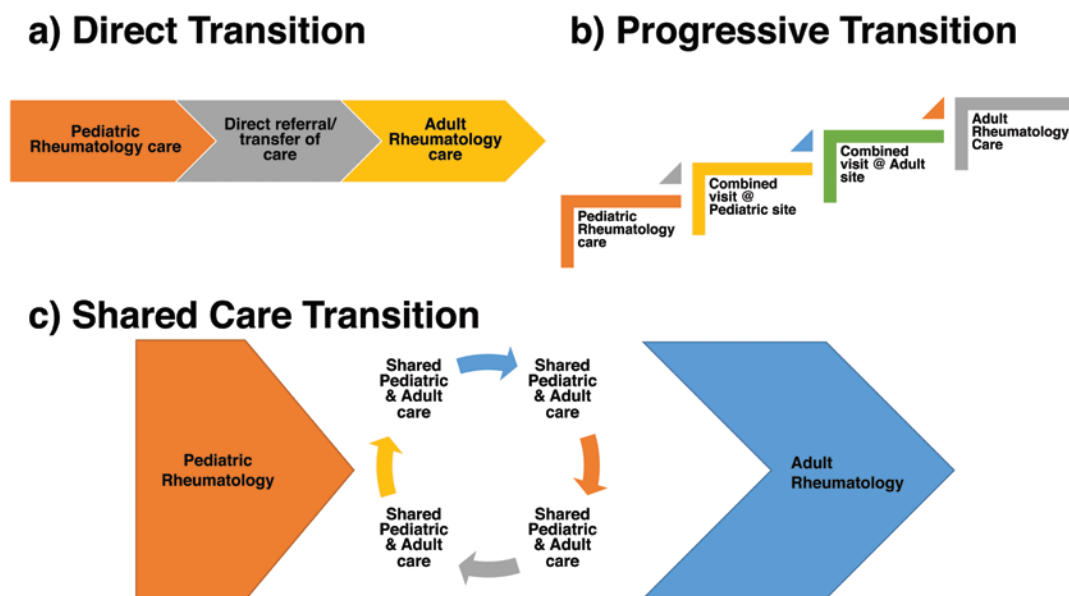 a) Direct Transition
Pediatric
Rheumatology care
Direct referral/
transfer of
care
Adult
Rheumatology
care
b) Progressive Transition
Pediatric
Rheumatology
care
Combined
visit @
Pediatric site
Combined
visit @ Adult
site
Adult
Rheumatology
Care
c) Shared Care Transition
Pediatric
Rheumatology
Shared
Pediatric
& Adult
care
Shared
Pediatric
& Adult
care
Shared
Pediatric
& Adult
care
Shared
Pediatric
& Adult
care
Adult
Rheumatology